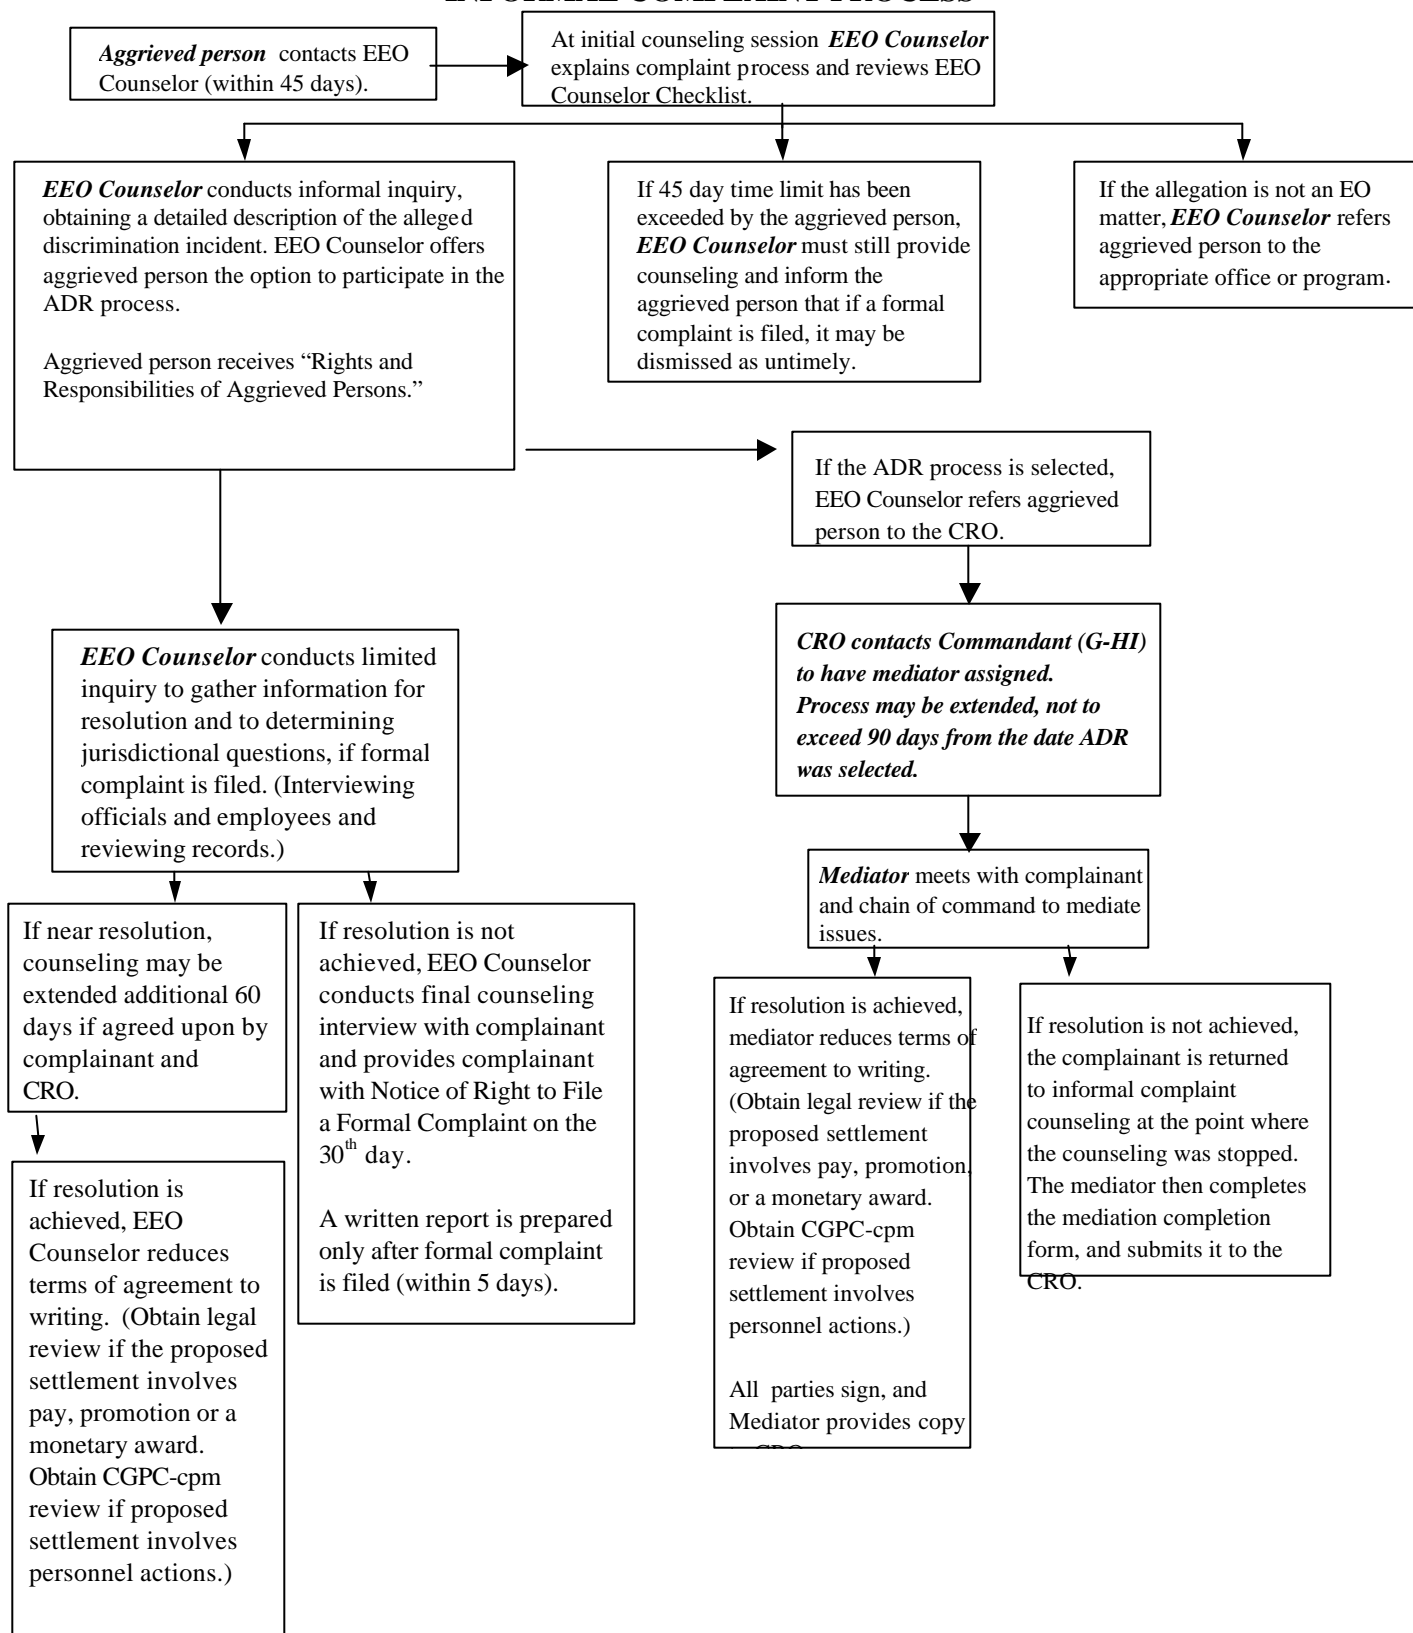 INFORMAL COMPLAINT PROCESS
Aggrieved person contacts EEO
Counselor (within 45 days).
At initial counseling session EEO Counselor
explains complaint process and reviews EEO
Counselor Checklist.
EEO Counselor conducts informal inquiry,
obtaining a detailed description of the alleged
discrimination incident. EEO Counselor offers
aggrieved person the option to participate in the
ADR process.
Aggrieved person receives “Rights and
Responsibilities of Aggrieved Persons.”
If 45 day time limit has been
exceeded by the aggrieved person,
EEO Counselor must still provide
counseling and inform the
aggrieved person that if a formal
complaint is filed, it may be
dismissed as untimely.
If the allegation is not an EO
matter, EEO Counselor refers
aggrieved person to the
appropriate office or program.
If the ADR process is selected,
EEO Counselor refers aggrieved
person to the CRO.
EEO Counselor conducts limited
inquiry to gather information for
resolution and to determining
jurisdictional questions, if formal
complaint is filed. (Interviewing
officials and employees and
reviewing records.)
CRO contacts Commandant (G-HI)
to have mediator assigned.
Process may be extended, not to
exceed 90 days from the date ADR
was selected.
Mediator meets with complainant
and chain of command to mediate
issues.
If near resolution,
counseling may be
extended additional 60
days if agreed upon by
complainant and
CRO.
If resolution is not
achieved, EEO Counselor
conducts final counseling
interview with complainant
and provides complainant
with Notice of Right to File
a Formal Complaint on the
30th day.
A written report is prepared
only after formal complaint
is filed (within 5 days).
If resolution is achieved,
mediator reduces terms of
agreement to writing.
(Obtain legal review if the
proposed settlement
involves pay, promotion,
or a monetary award.
Obtain CGPC-cpm
review if proposed
settlement involves
personnel actions.)
All parties sign, and
Mediator provides copy
to CRO
If resolution is not achieved,
the complainant is returned
to informal complaint
counseling at the point where
the counseling was stopped.
The mediator then completes
the mediation completion
form, and submits it to the
CRO.
If resolution is
achieved, EEO
Counselor reduces
terms of agreement to
writing. (Obtain legal
review if the proposed
settlement involves
pay, promotion or a
monetary award.
Obtain CGPC-cpm
review if proposed
settlement involves
personnel actions.)